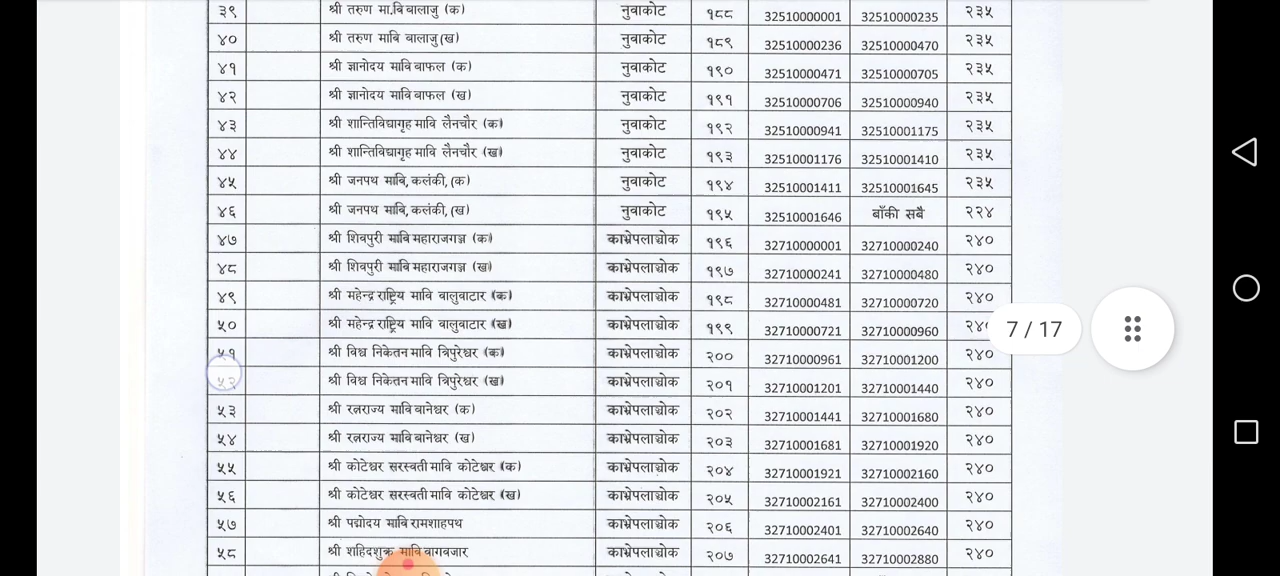 ३९ श्री तरुण मा.वि बालाजु (क) नुवाकोट १८८ 32510000001 32510000235 २३५
४० श्री तरुण मावि बालाजु (ख) नुवाकोट १८९ 32510000236 32510000470 २३५
४१ श्री ज्ञानोदय मावि बाफल (क) नुवाकोट १९० 32510000471 32510000705 २३५
४२ श्री ज्ञानोदय मावि बाफल (ख) नुवाकोट १९१ 32510000706 32510000940 २३५
४३ श्री शान्तिविद्यागृह मावि लैनचौर (क) नुवाकोट १९२ 32510000941 32510001175 २३५
४४ श्री शान्तिविद्यागृह मावि लैनचौर (ख) नुवाकोट १९३ 32510001176 32510001410 २३५
४५ श्री जनपथ माबि, कलंकी, (क) नुवाकोट १९४ 32510001411 32510001645 २३५
४६ श्री जनपथ माबि, कलंकी, (ख) नुवाकोट १९५ 32510001646 बाँकी सबै २२४
४७ श्री शिवपुरी मावि महाराजगञ्ज (क) काभ्रेपलाञ्चोक १९६ 32710000001 32710000240 २४०
४८ श्री शिवपुरी मावि महाराजगञ्ज (ख) काभ्रेपलाञ्चोक १९७ 32710000241 32710000480 २४०
४९ श्री महेन्द्र राष्ट्रिय मावि वालुवाटार (क) काभ्रेपलाञ्चोक १९८ 32710000481 32710000720 २४०
५० श्री महेन्द्र राष्ट्रिय मावि वालुवाटार (ख) काभ्रेपलाञ्चोक १९९ 32710000721 32710000960 २४०
7 / 17
५१ श्री विश्व निकेतन मावि त्रिपुरेश्वर (क) काभ्रेपलाञ्चोक २०० 32710000961 32710001200 २४०
५२ श्री विश्व निकेतन मावि त्रिपुरेश्वर (ख) काभ्रेपलाञ्चोक २०१ 32710001201 32710001440 २४०
५३ श्री रत्नराज्य मावि बानेश्वर (क) काभ्रेपलाञ्चोक २०२ 32710001441 32710001680 २४०
५४ श्री रत्नराज्य मावि बानेश्वर (ख) काभ्रेपलाञ्चोक २०३ 32710001681 32710001920 २४०
५५ श्री कोटेश्वर सरस्वती मावि कोटेश्वर (क) काभ्रेपलाञ्चोक २०४ 32710001921 32710002160 २४०
५६ श्री कोटेश्वर सरस्वती मावि कोटेश्वर (ख) काभ्रेपलाञ्चोक २०५ 32710002161 32710002400 २४०
५७ श्री पद्मोदय माबि रामशाहपथ काभ्रेपलाञ्चोक २०६ 32710002401 32710002640 २४०
५८ श्री शहिदशुक्र मावि वागबजार काभ्रेपलाञ्चोक २०७ 32710002641 32710002880 २४०